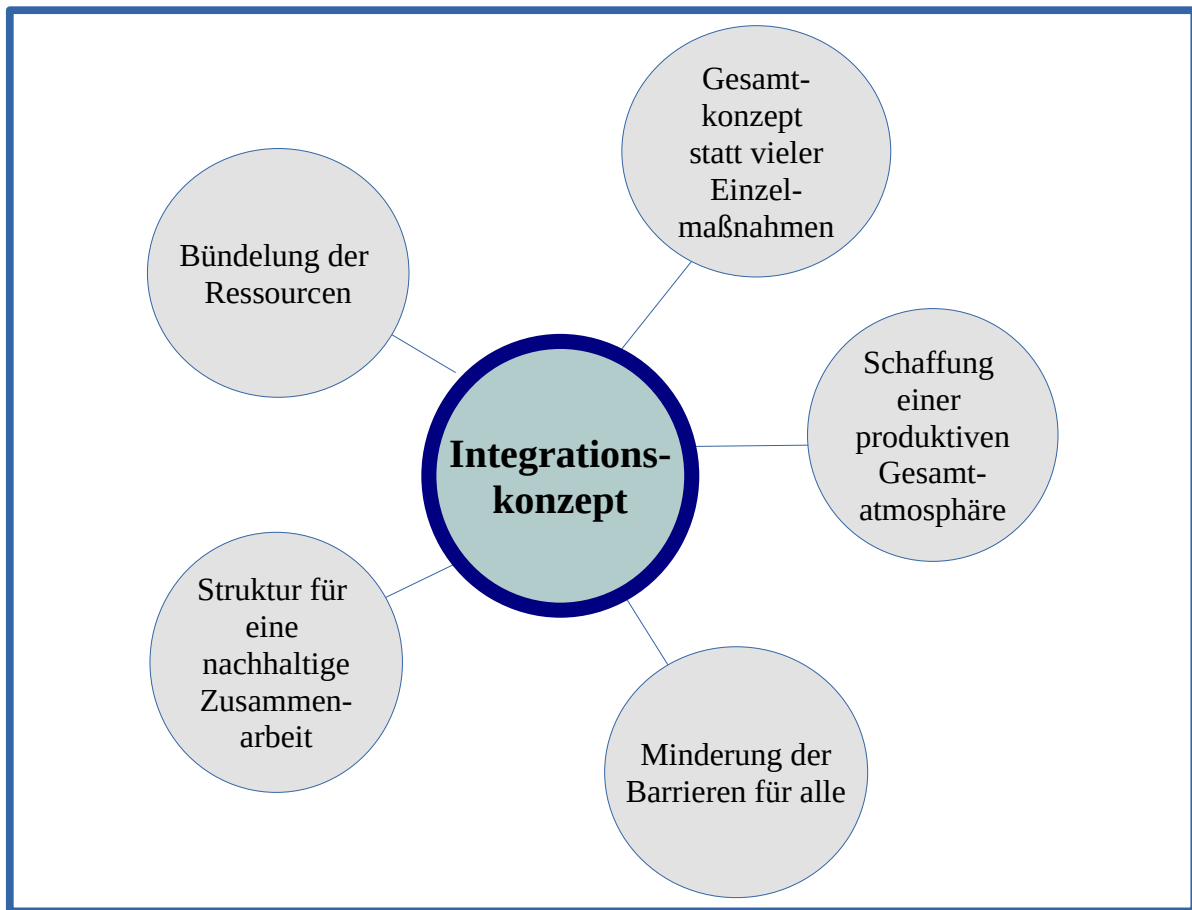 Gesamt-
konzept
statt vieler
Einzel-
maßnahmen
Bündelung der
Ressourcen
Schaffung
einer
produktiven
Gesamt-
atmosphäre
Integrations-
konzept
Struktur für
eine
nachhaltige
Zusammen-
arbeit
Minderung der
Barrieren für alle